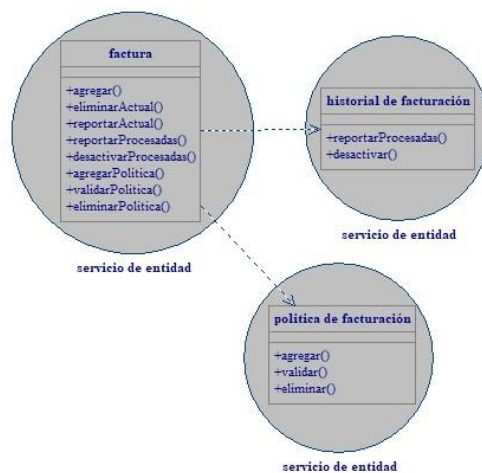 factura
+agregar()
+eliminarActual()
+reportarActual()
+reportarProcesadas()
+desactivarProcesadas()
+agregarPolitica()
+validarPolitica()
+eliminarPolitica()
servicio de entidad
historial de facturación
+reportarProcesadas()
+desactivar()
servicio de entidad
politica de facturación
+agregar()
+validar()
+eliminar()
servicio de entidad